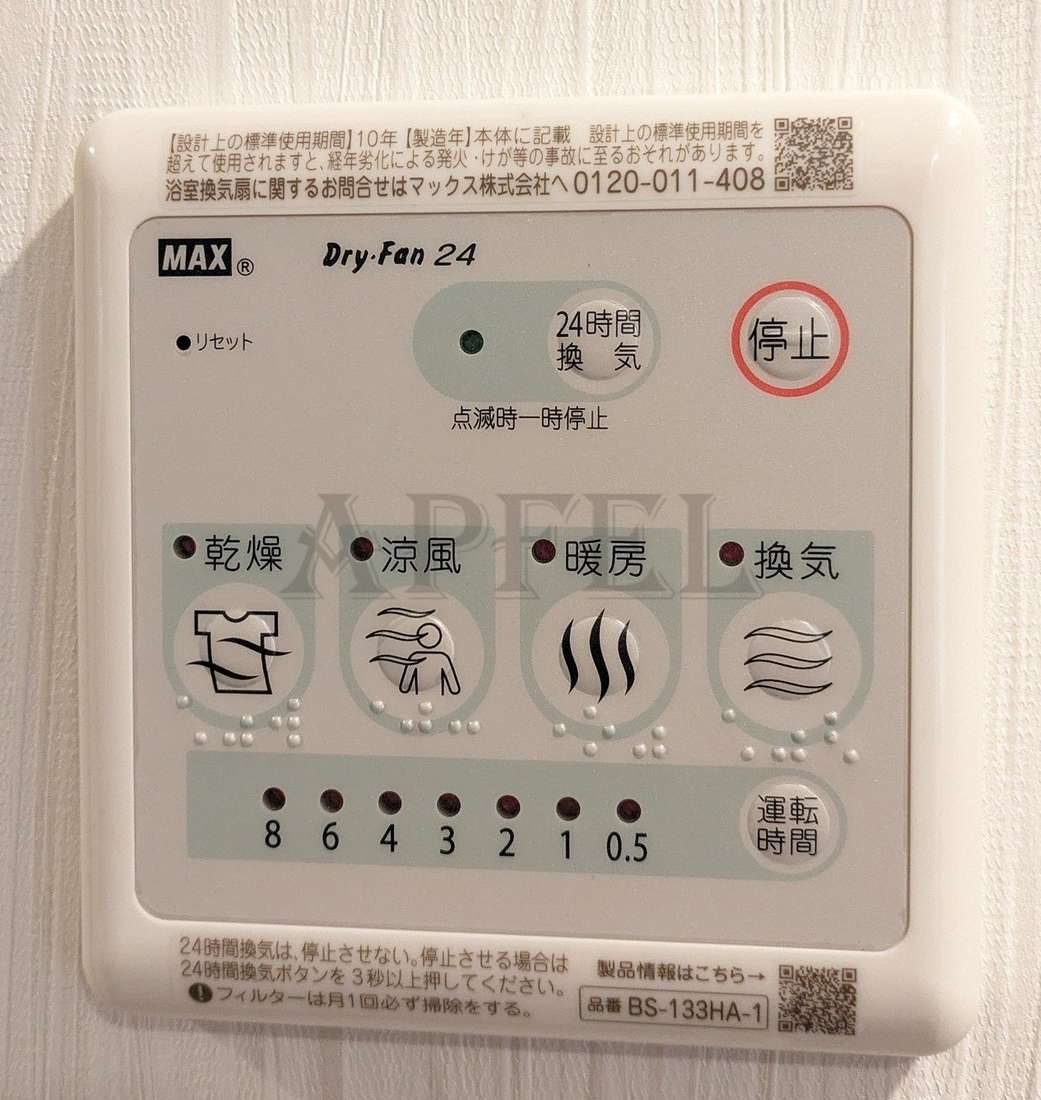 【設計上の標準使用期間】10年【製造年】本体に記載 設計上の標準使用期間を
超えて使用されますと、経年劣化による発火・けが等の事故に至るおそれがあります。
浴室換気扇に関するお問合せはマックス株式会社へ 0120-011-408
MAX ® Dry・Fan 24
リセット
24時間
換 気
停止
点滅時一時停止
APFEL
乾燥 涼風 暖房 換気
8 6 4 3 2 1 0.5
運転
時間
24時間換気は、停止させない。停止させる場合は
24時間換気ボタンを3秒以上押してください。
フィルターは月1回必ず掃除をする。
製品情報はこちら→
品番 BS-133HA-1